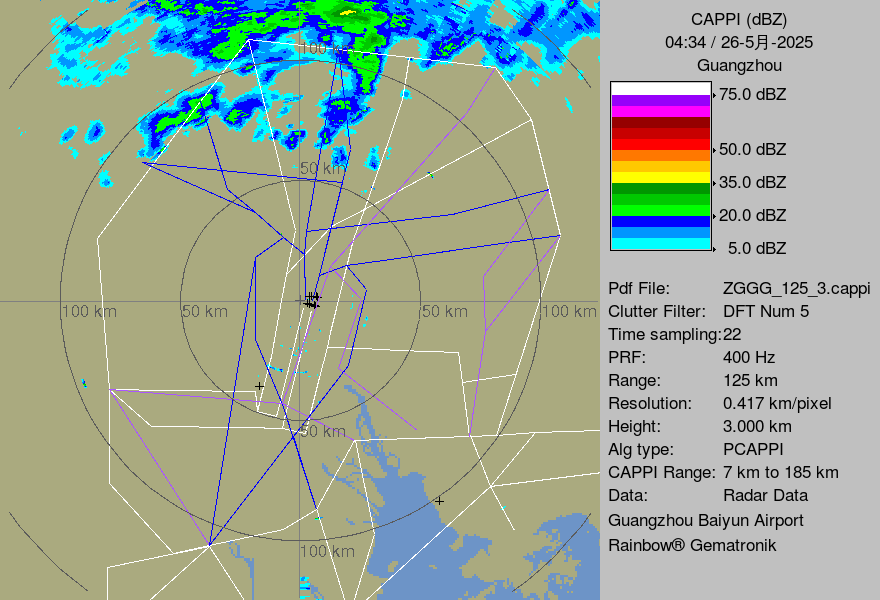 CAPPI (dBZ)
04:34 / 26-5月-2025
Guangzhou
75.0 dBZ
50.0 dBZ
35.0 dBZ
20.0 dBZ
5.0 dBZ
Pdf File: ZGGG_125_3.cappi
Clutter Filter: DFT Num 5
Time sampling:22
PRF: 400 Hz
Range: 125 km
Resolution: 0.417 km/pixel
Height: 3.000 km
Alg type: PCAPPI
CAPPI Range: 7 km to 185 km
Data: Radar Data
Guangzhou Baiyun Airport
Rainbow® Gematronik
100 km
50 km
100 km
50 km
50 km
100 km
50 km
100 km